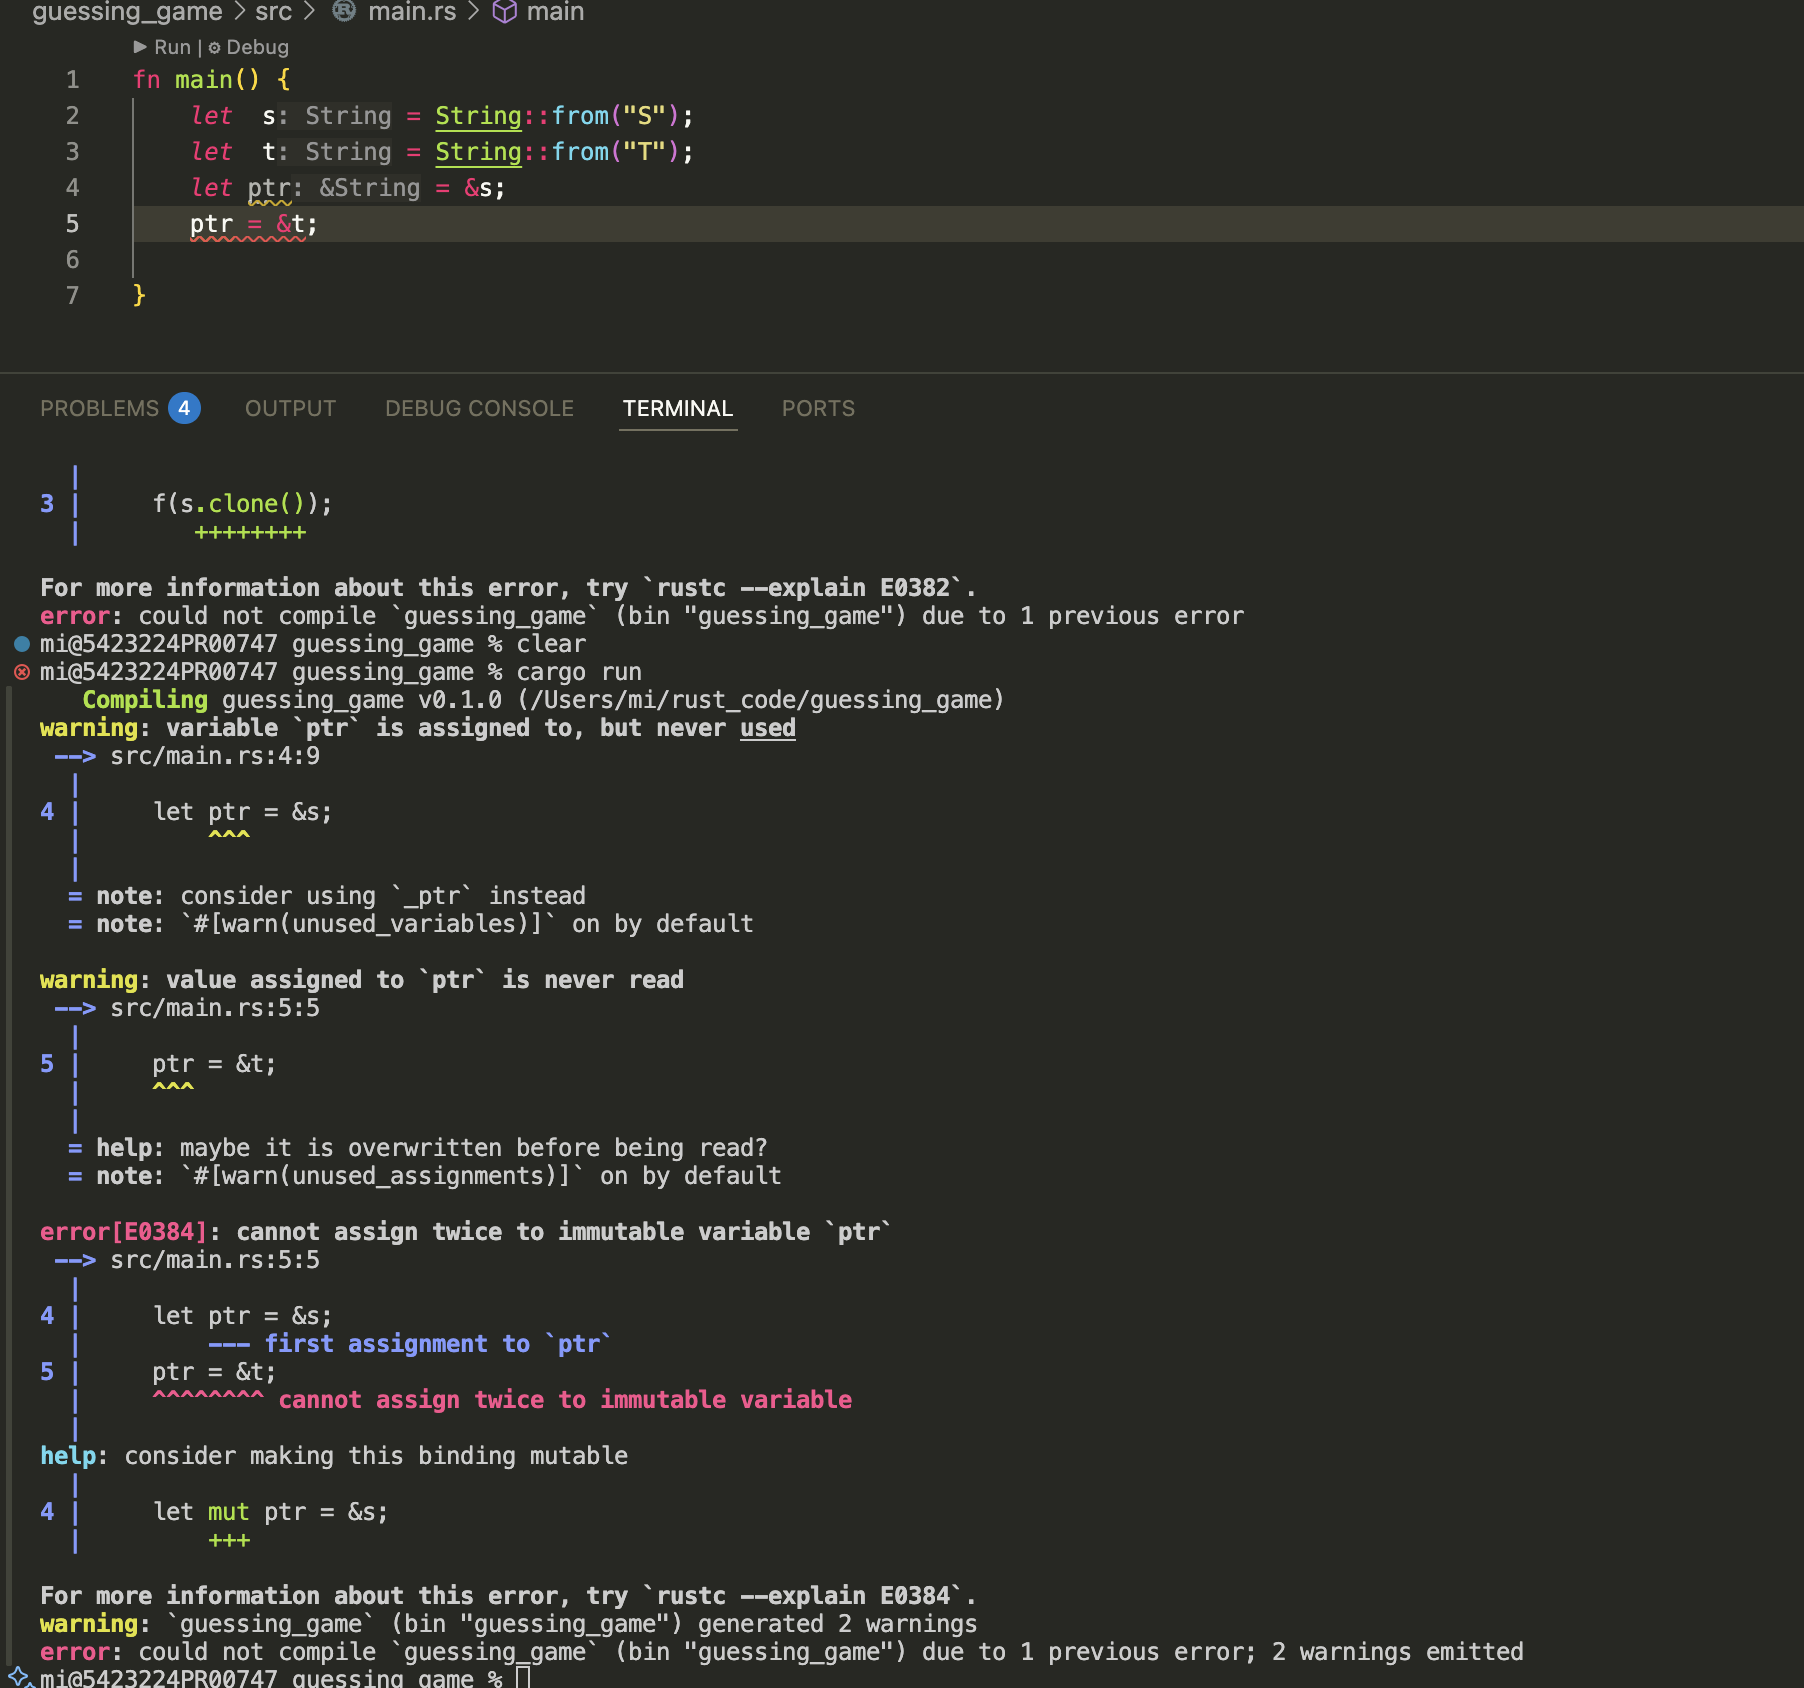 guessing_game > src > main.rs > main
Run | Debug
1 fn main() {
2     let  s: String = String::from("S");
3     let  t: String = String::from("T");
4     let ptr: &String = &s;
5     ptr = &t;
6
7 }
PROBLEMS 4 OUTPUT DEBUG CONSOLE TERMINAL PORTS
  |
3 |     f(s.clone());
  |        ++++++++
For more information about this error, try `rustc --explain E0382`.
error: could not compile `guessing_game` (bin "guessing_game") due to 1 previous error
mi@5423224PR00747 guessing_game % clear
mi@5423224PR00747 guessing_game % cargo run
   Compiling guessing_game v0.1.0 (/Users/mi/rust_code/guessing_game)
warning: variable `ptr` is assigned to, but never used
 --> src/main.rs:4:9
  |
4 |     let ptr = &s;
  |         ^^^
  |
  = note: consider using `_ptr` instead
  = note: `#[warn(unused_variables)]` on by default
warning: value assigned to `ptr` is never read
 --> src/main.rs:5:5
  |
5 |     ptr = &t;
  |     ^^^
  |
  = help: maybe it is overwritten before being read?
  = note: `#[warn(unused_assignments)]` on by default
error[E0384]: cannot assign twice to immutable variable `ptr`
 --> src/main.rs:5:5
  |
4 |     let ptr = &s;
  |         --- first assignment to `ptr`
5 |     ptr = &t;
  |     ^^^^^^^^ cannot assign twice to immutable variable
  |
help: consider making this binding mutable
  |
4 |     let mut ptr = &s;
  |         +++
For more information about this error, try `rustc --explain E0384`.
warning: `guessing_game` (bin "guessing_game") generated 2 warnings
error: could not compile `guessing_game` (bin "guessing_game") due to 1 previous error; 2 warnings emitted
mi@5423224PR00747 guessing_game %